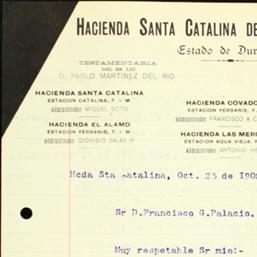 HACIENDA SANTA CATALINA DE
Estado de Dur
TESTAMENTARIA
DEL SR. LIC.
D. PABLO MARTINEZ DEL RIO
HACIENDA SANTA CATALINA
ESTACION CATALINA, F. I. M.
ADMINISTRADOR MIGUEL SOTO
HACIENDA COVADO
ESTACION YERBANIS, F. I. M
ADMINISTRADOR FRANCISCO A C
HACIENDA EL ALAMO
ESTACION YERBANIS, F. I. M
ADMINISTRADOR DIONISIO SALAS H
HACIENDA LAS MERC
ESTACION AGUA VIEJA, F
ADMINISTRADOR ANTONIO H
Hcda Sta Catalina, Oct. 25 de 190
Sr D.Francisco G.Palacio.
Muy respetable Sr mio:-